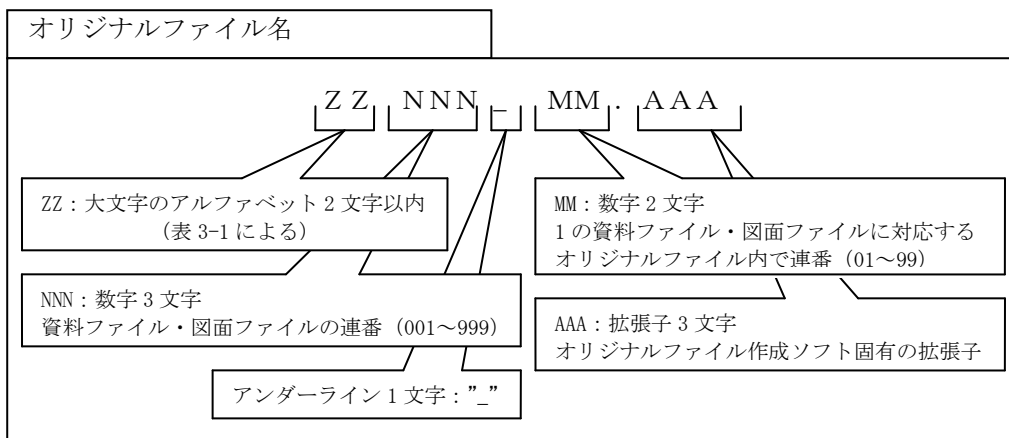 オリジナルファイル名
ＺＺ ＮＮＮ _ ＭＭ．ＡＡＡ
ZZ：大文字のアルファベット 2 文字以内
（表 3-1 による）
NNN：数字 3 文字
資料ファイル・図面ファイルの連番（001～999）
アンダーライン 1 文字：”_”
MM：数字 2 文字
1 の資料ファイル・図面ファイルに対応する
オリジナルファイル内で連番（01～99）
AAA：拡張子 3 文字
オリジナルファイル作成ソフト固有の拡張子